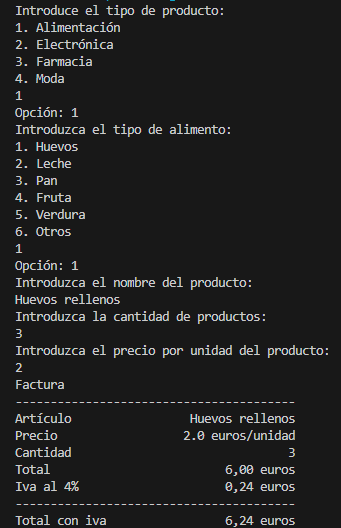 Introduce el tipo de producto:
1. Alimentación
2. Electrónica
3. Farmacia
4. Moda
1
Opción: 1
Introduzca el tipo de alimento:
1. Huevos
2. Leche
3. Pan
4. Fruta
5. Verdura
6. Otros
1
Opción: 1
Introduzca el nombre del producto:
Huevos rellenos
Introduzca la cantidad de productos:
3
Introduzca el precio por unidad del producto:
2
Factura
----------------------------------------
Artículo                 Huevos rellenos
Precio                  2.0 euros/unidad
Cantidad                               3
Total                         6,00 euros
Iva al 4%                     0,24 euros
----------------------------------------
Total con iva                 6,24 euros